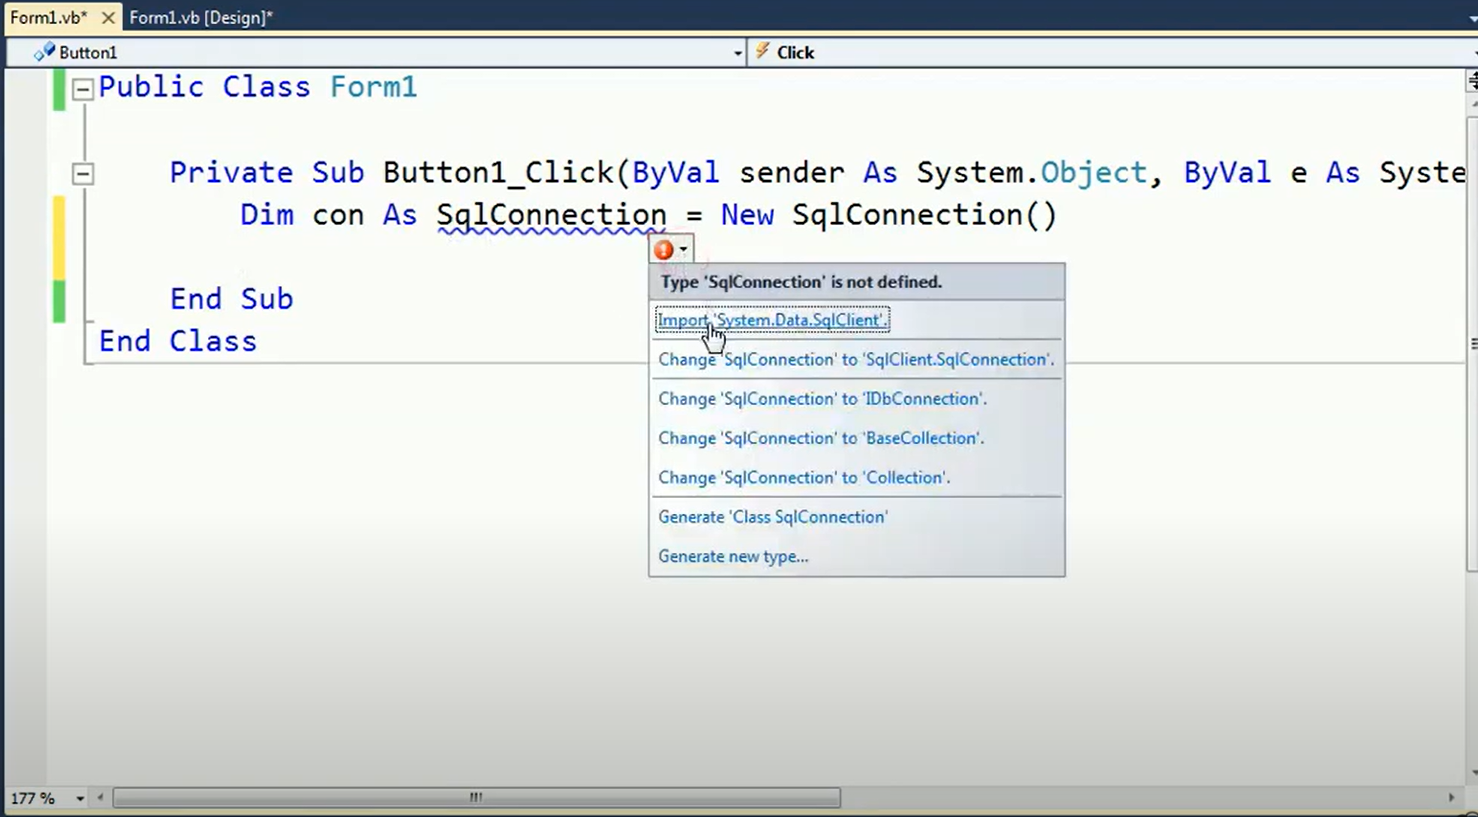 Form1.vb* Form1.vb [Design]*
Button1 Click
Public Class Form1
Private Sub Button1_Click(ByVal sender As System.Object, ByVal e As Syste
Dim con As SqlConnection = New SqlConnection()
Type 'SqlConnection' is not defined.
Import 'System.Data.SqlClient'.
End Sub
End Class
Change 'SqlConnection' to 'SqlClient.SqlConnection'.
Change 'SqlConnection' to 'IDbConnection'.
Change 'SqlConnection' to 'BaseCollection'.
Change 'SqlConnection' to 'Collection'.
Generate 'Class SqlConnection'
Generate new type...
177 %